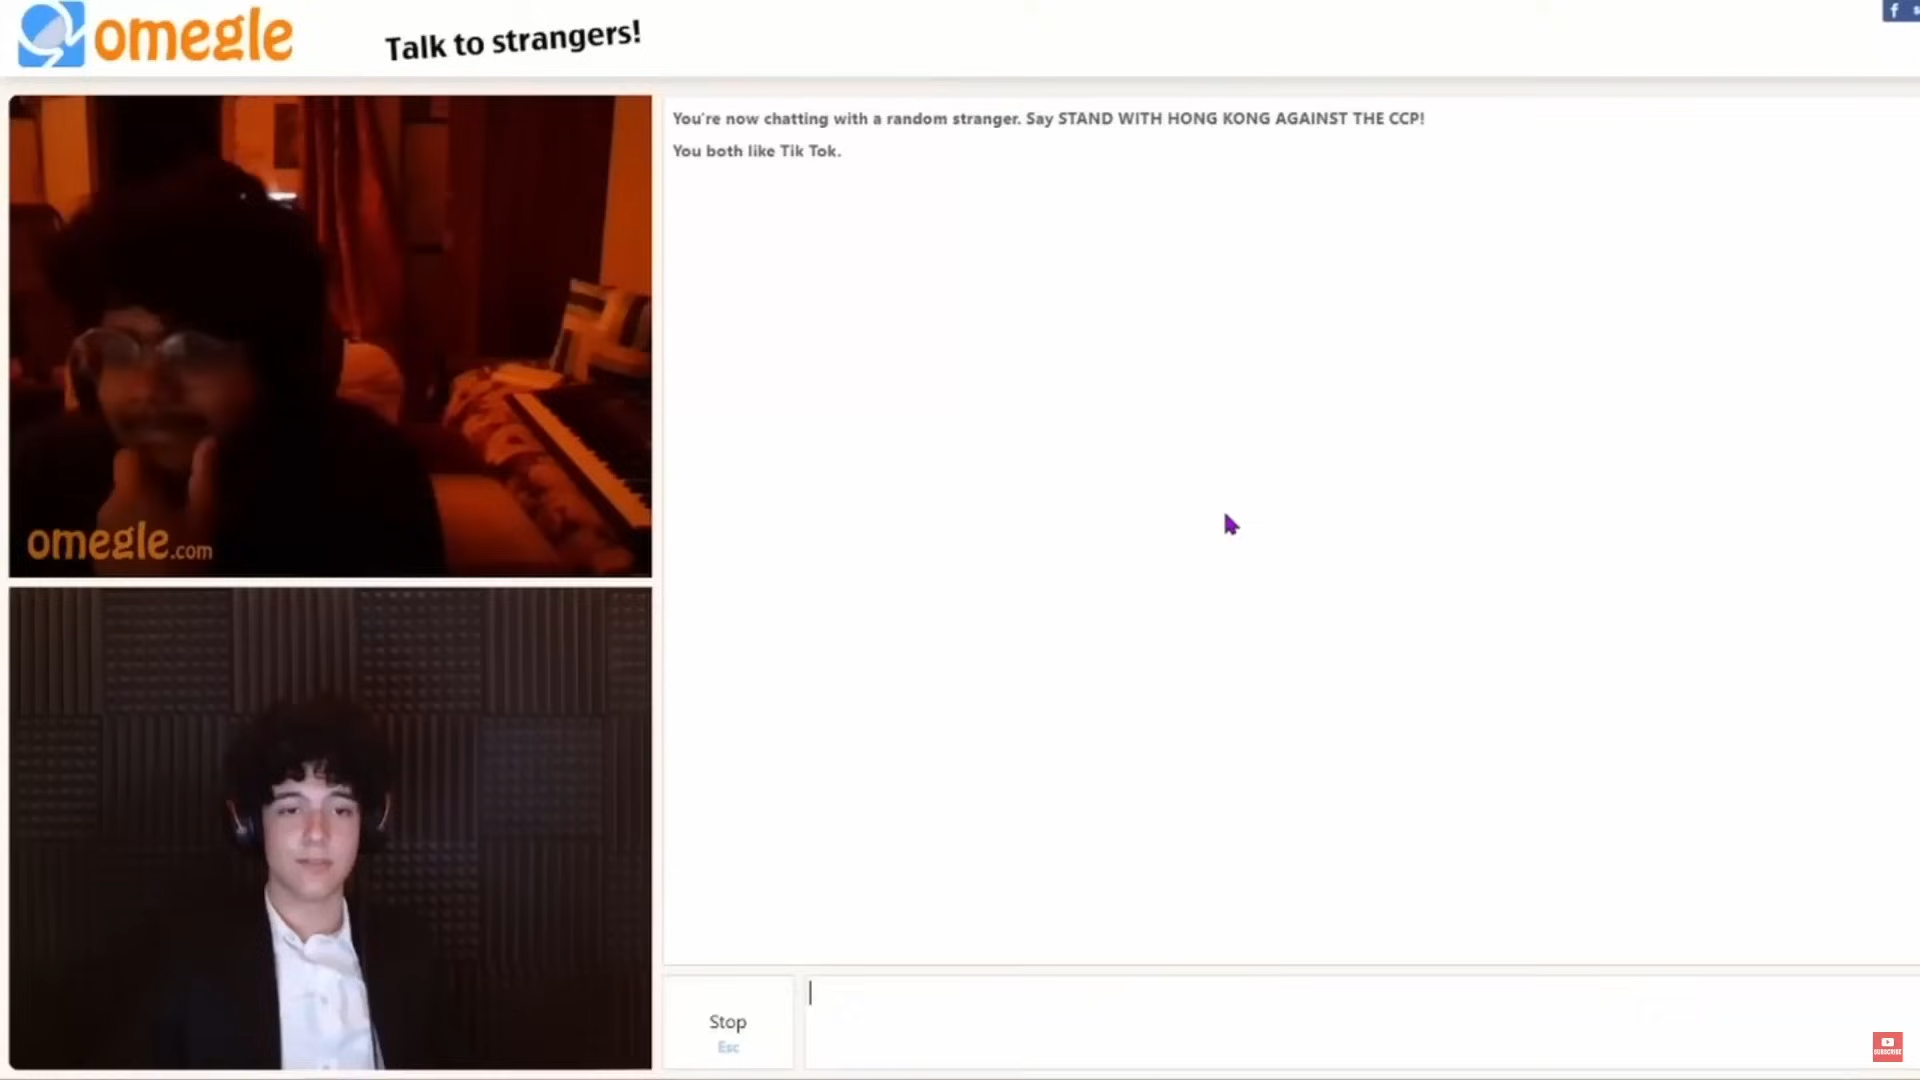 omegle
Talk to strangers!
f
You're now chatting with a random stranger. Say STAND WITH HONG KONG AGAINST THE CCP!
You both like Tik Tok.
omegle.com
Stop
Esc
SUBSCRIBE